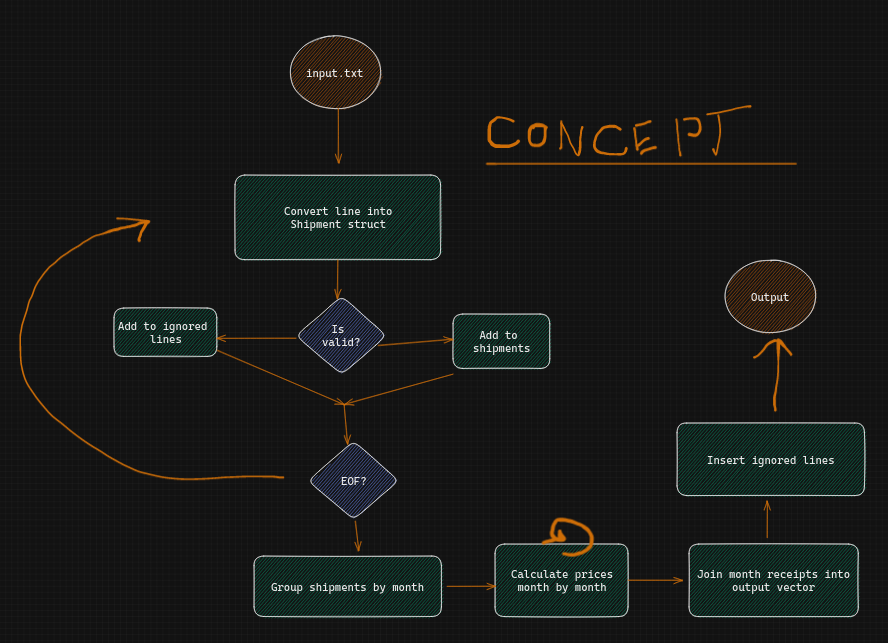 input.txt
CONCEPT
Convert line into
Shipment struct
Is
valid?
Add to ignored
lines
Add to
shipments
Output
EOF?
Insert ignored lines
Group shipments by month
Calculate prices
month by month
Join month receipts into
output vector